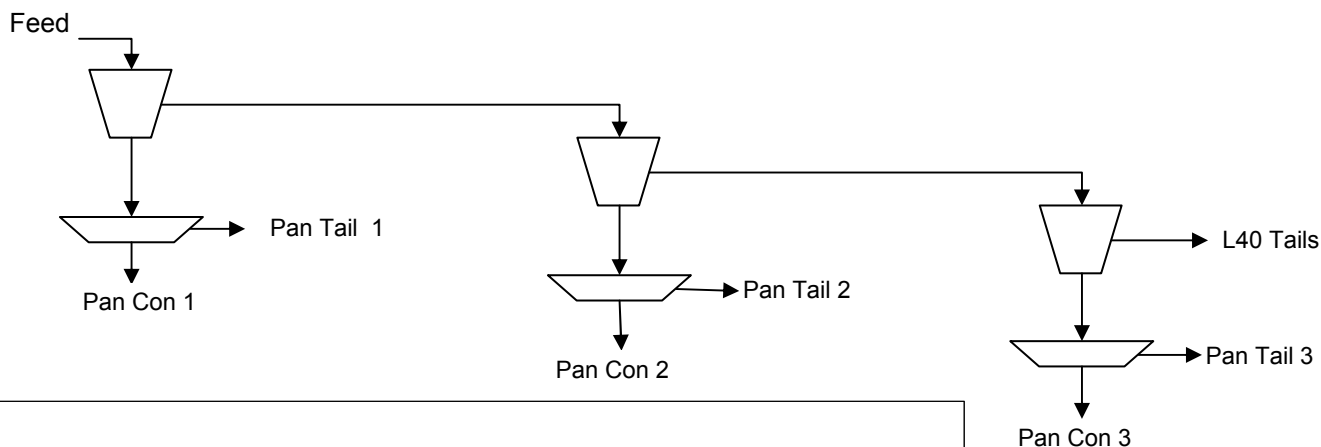 Feed
Pan Tail 1
L40 Tails
Pan Con 1
Pan Tail 2
Pan Con 2
Pan Tail 3
Pan Con 3